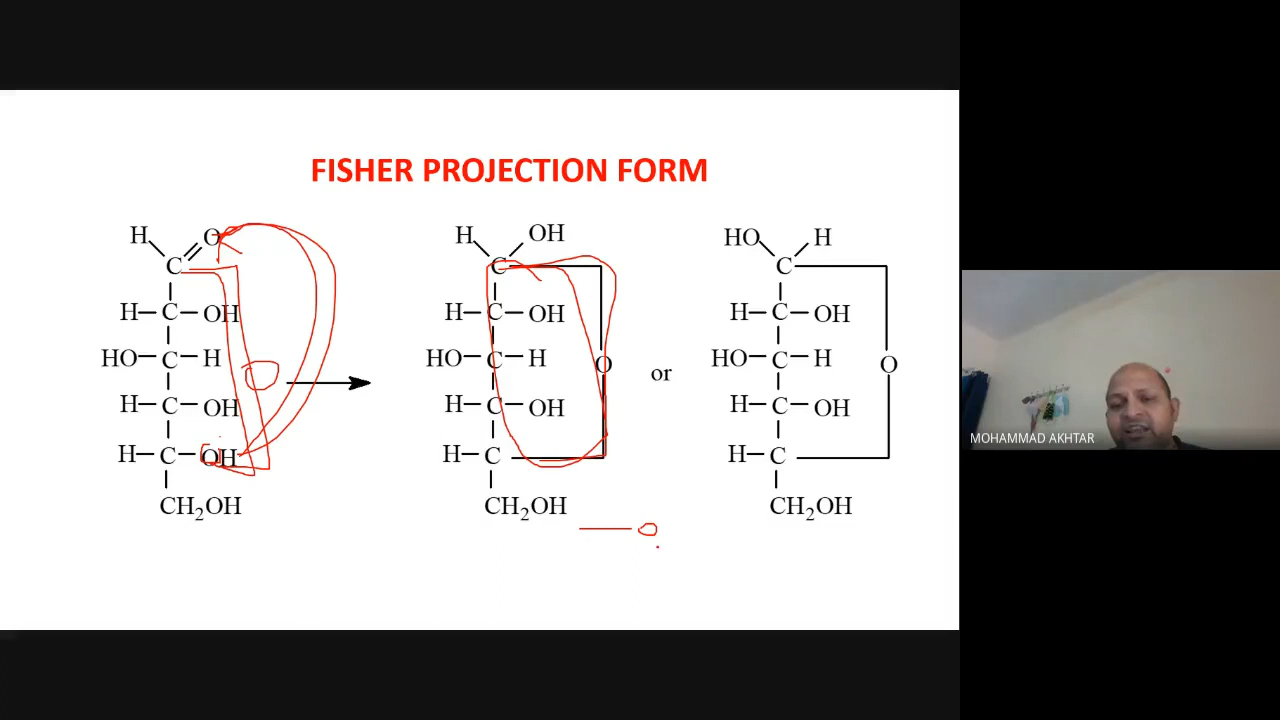 FISHER PROJECTION FORM
H O
C
H C OH
HO C H
H C OH
H C OH
CH2OH
H OH
C
H C OH
HO C H
H C OH
O
H C
CH2OH
or
HO H
C
H C OH
HO C H
H C OH
O
H C
CH2OH
MOHAMMAD AKHTAR